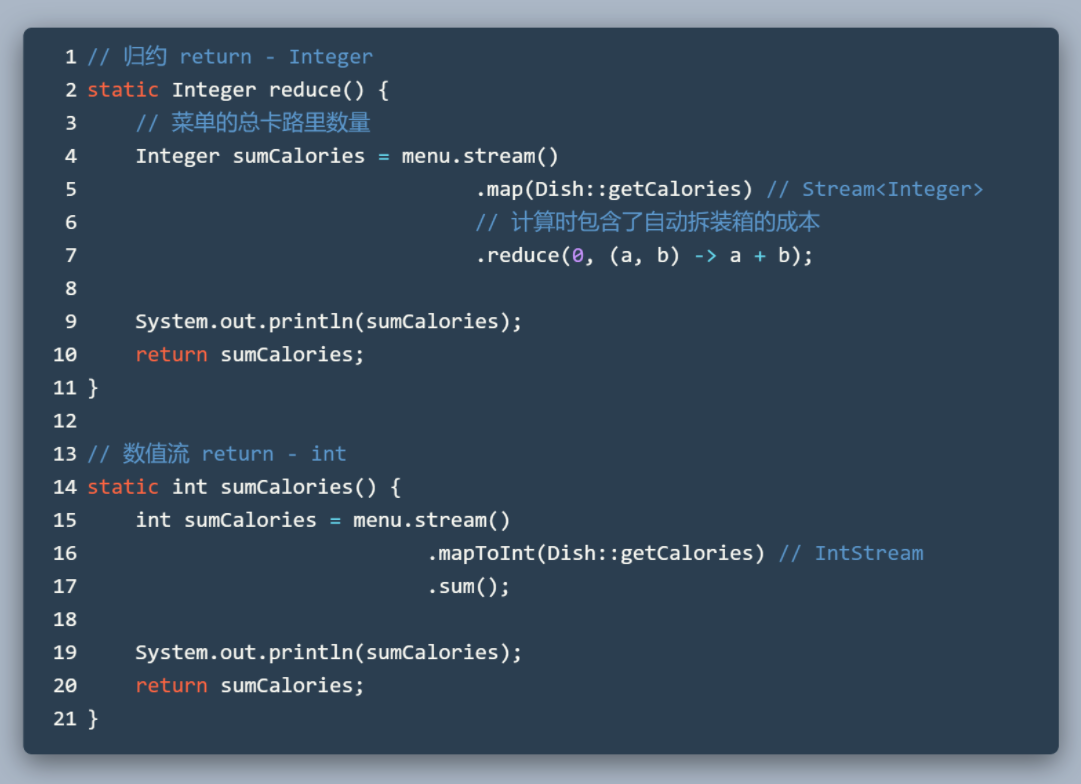 1 // 归约 return - Integer
2 static Integer reduce() {
3     // 菜单的总卡路里数量
4     Integer sumCalories = menu.stream()
5                                 .map(Dish::getCalories) // Stream<Integer>
6                                 // 计算时包含了自动拆装箱的成本
7                                 .reduce(0, (a, b) -> a + b);
8
9     System.out.println(sumCalories);
10     return sumCalories;
11 }
12
13 // 数值流 return - int
14 static int sumCalories() {
15     int sumCalories = menu.stream()
16                             .mapToInt(Dish::getCalories) // IntStream
17                             .sum();
18
19     System.out.println(sumCalories);
20     return sumCalories;
21 }